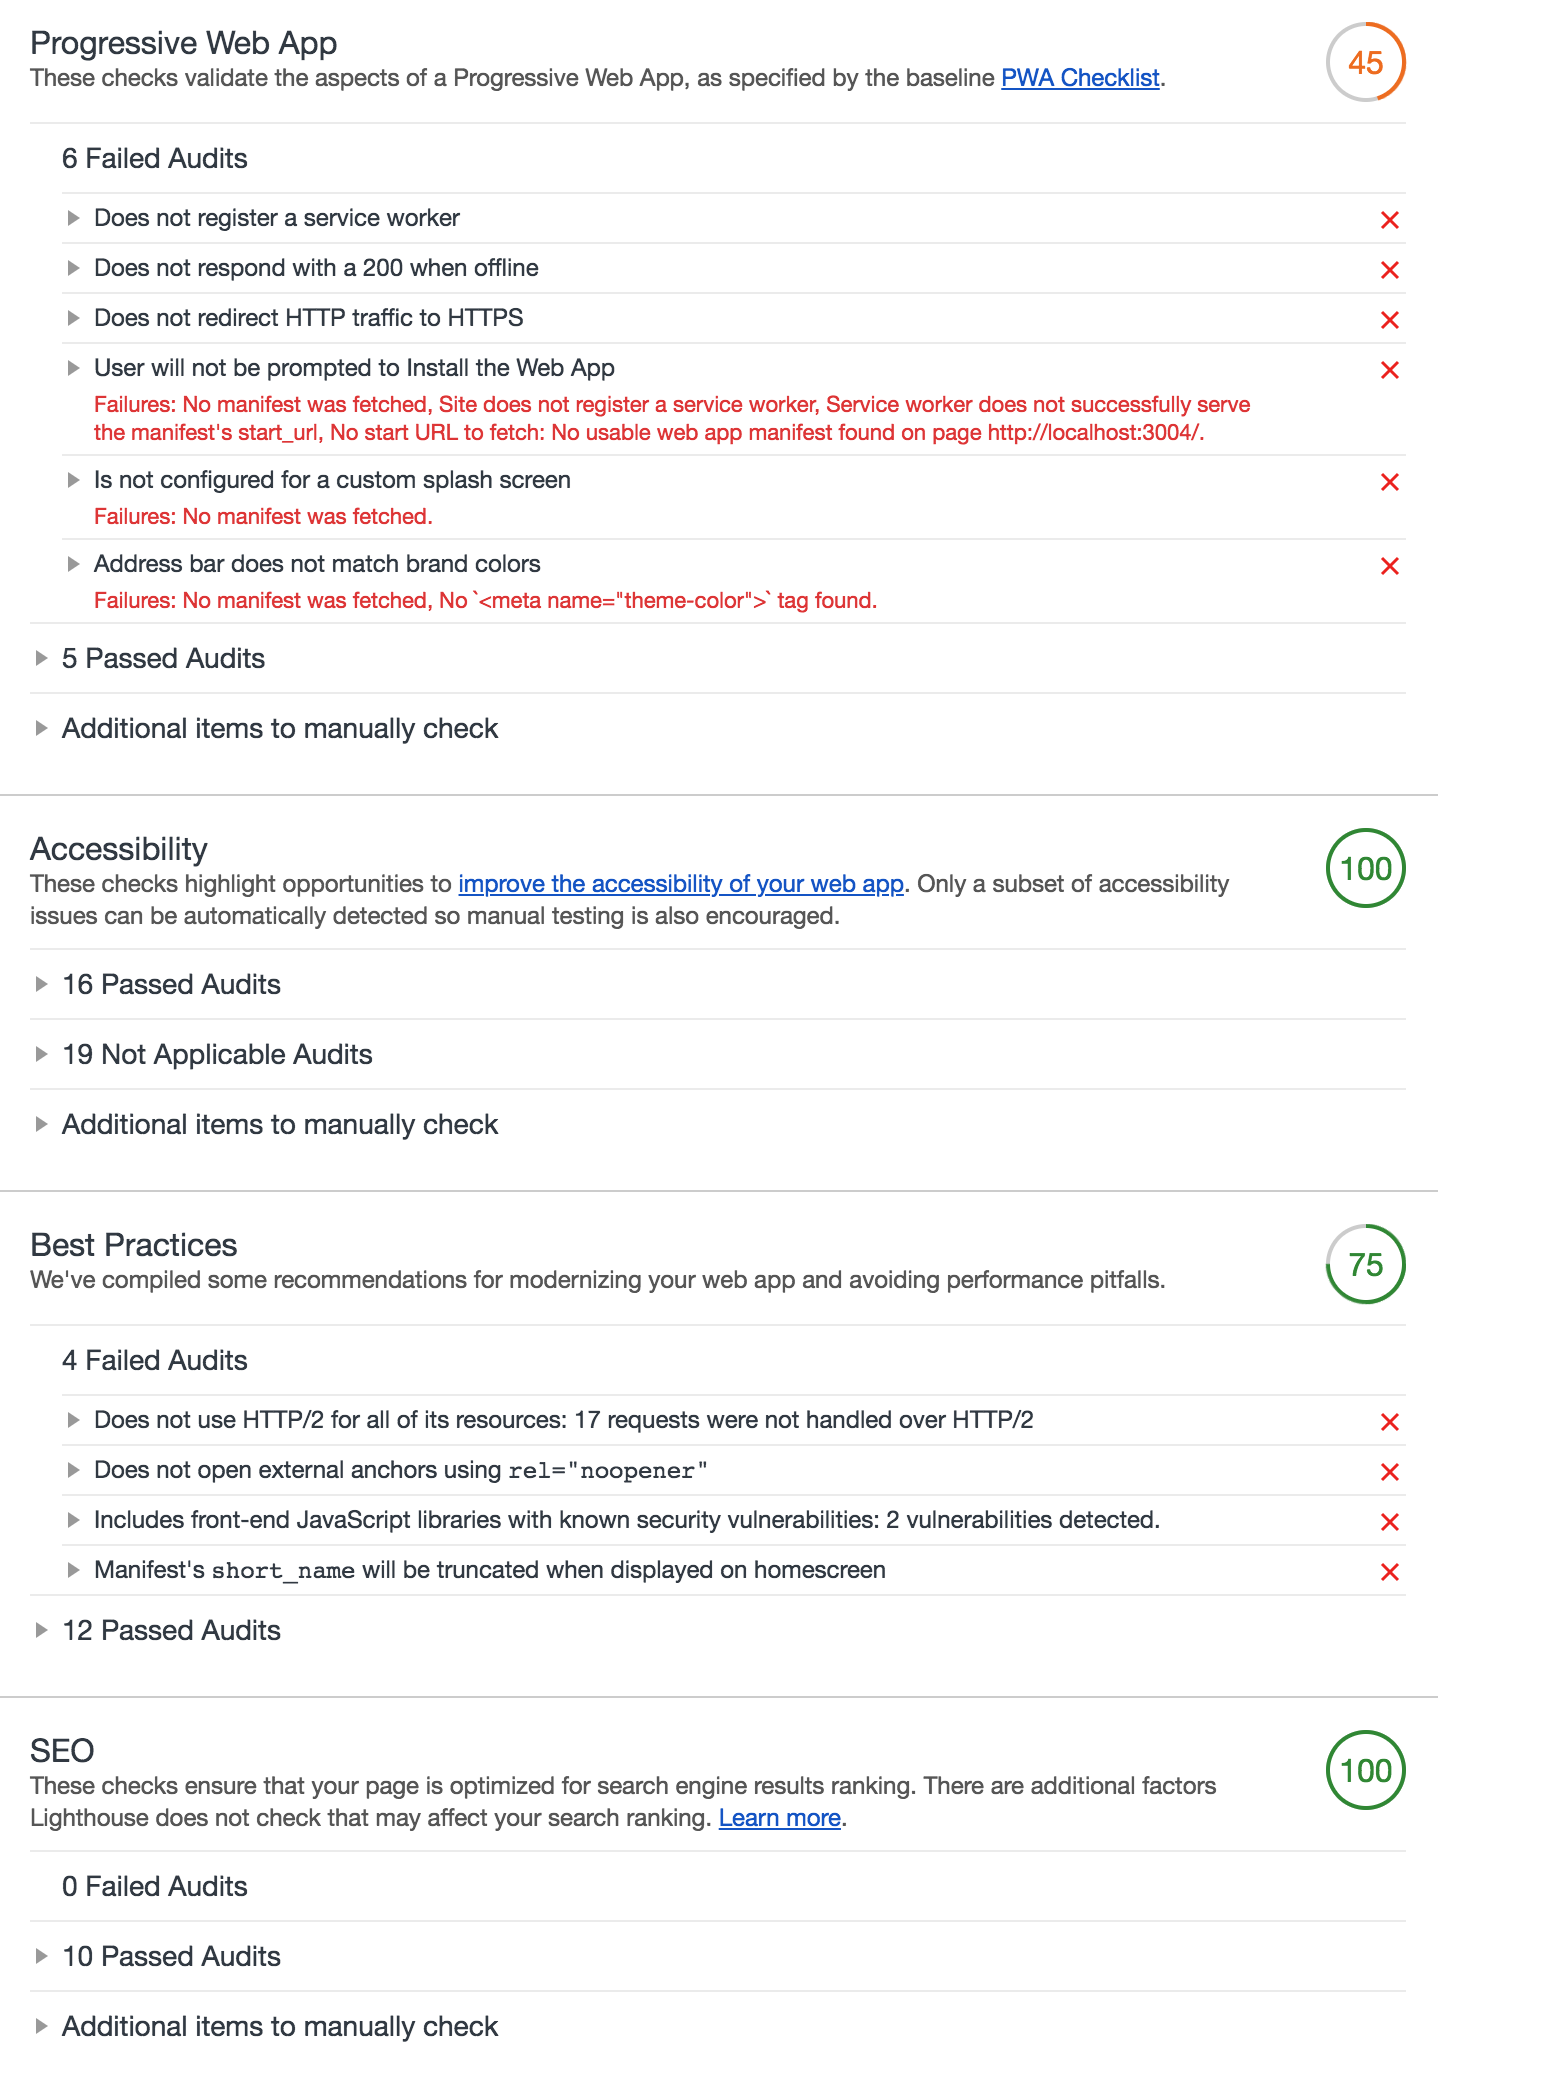 Progressive Web App
45
These checks validate the aspects of a Progressive Web App, as specified by the baseline PWA Checklist.
6 Failed Audits
Does not register a service worker
Does not respond with a 200 when offline
Does not redirect HTTP traffic to HTTPS
User will not be prompted to Install the Web App
Failures: No manifest was fetched, Site does not register a service worker, Service worker does not successfully serve
the manifest's start_url, No start URL to fetch: No usable web app manifest found on page http://localhost:3004/.
Is not configured for a custom splash screen
Failures: No manifest was fetched.
Address bar does not match brand colors
Failures: No manifest was fetched, No `<meta name="theme-color">` tag found.
5 Passed Audits
Additional items to manually check
Accessibility
100
These checks highlight opportunities to improve the accessibility of your web app. Only a subset of accessibility
issues can be automatically detected so manual testing is also encouraged.
16 Passed Audits
19 Not Applicable Audits
Additional items to manually check
Best Practices
75
We've compiled some recommendations for modernizing your web app and avoiding performance pitfalls.
4 Failed Audits
Does not use HTTP/2 for all of its resources: 17 requests were not handled over HTTP/2
Does not open external anchors using rel="noopener"
Includes front-end JavaScript libraries with known security vulnerabilities: 2 vulnerabilities detected.
Manifest's short_name will be truncated when displayed on homescreen
12 Passed Audits
SEO
100
These checks ensure that your page is optimized for search engine results ranking. There are additional factors
Lighthouse does not check that may affect your search ranking. Learn more.
0 Failed Audits
10 Passed Audits
Additional items to manually check